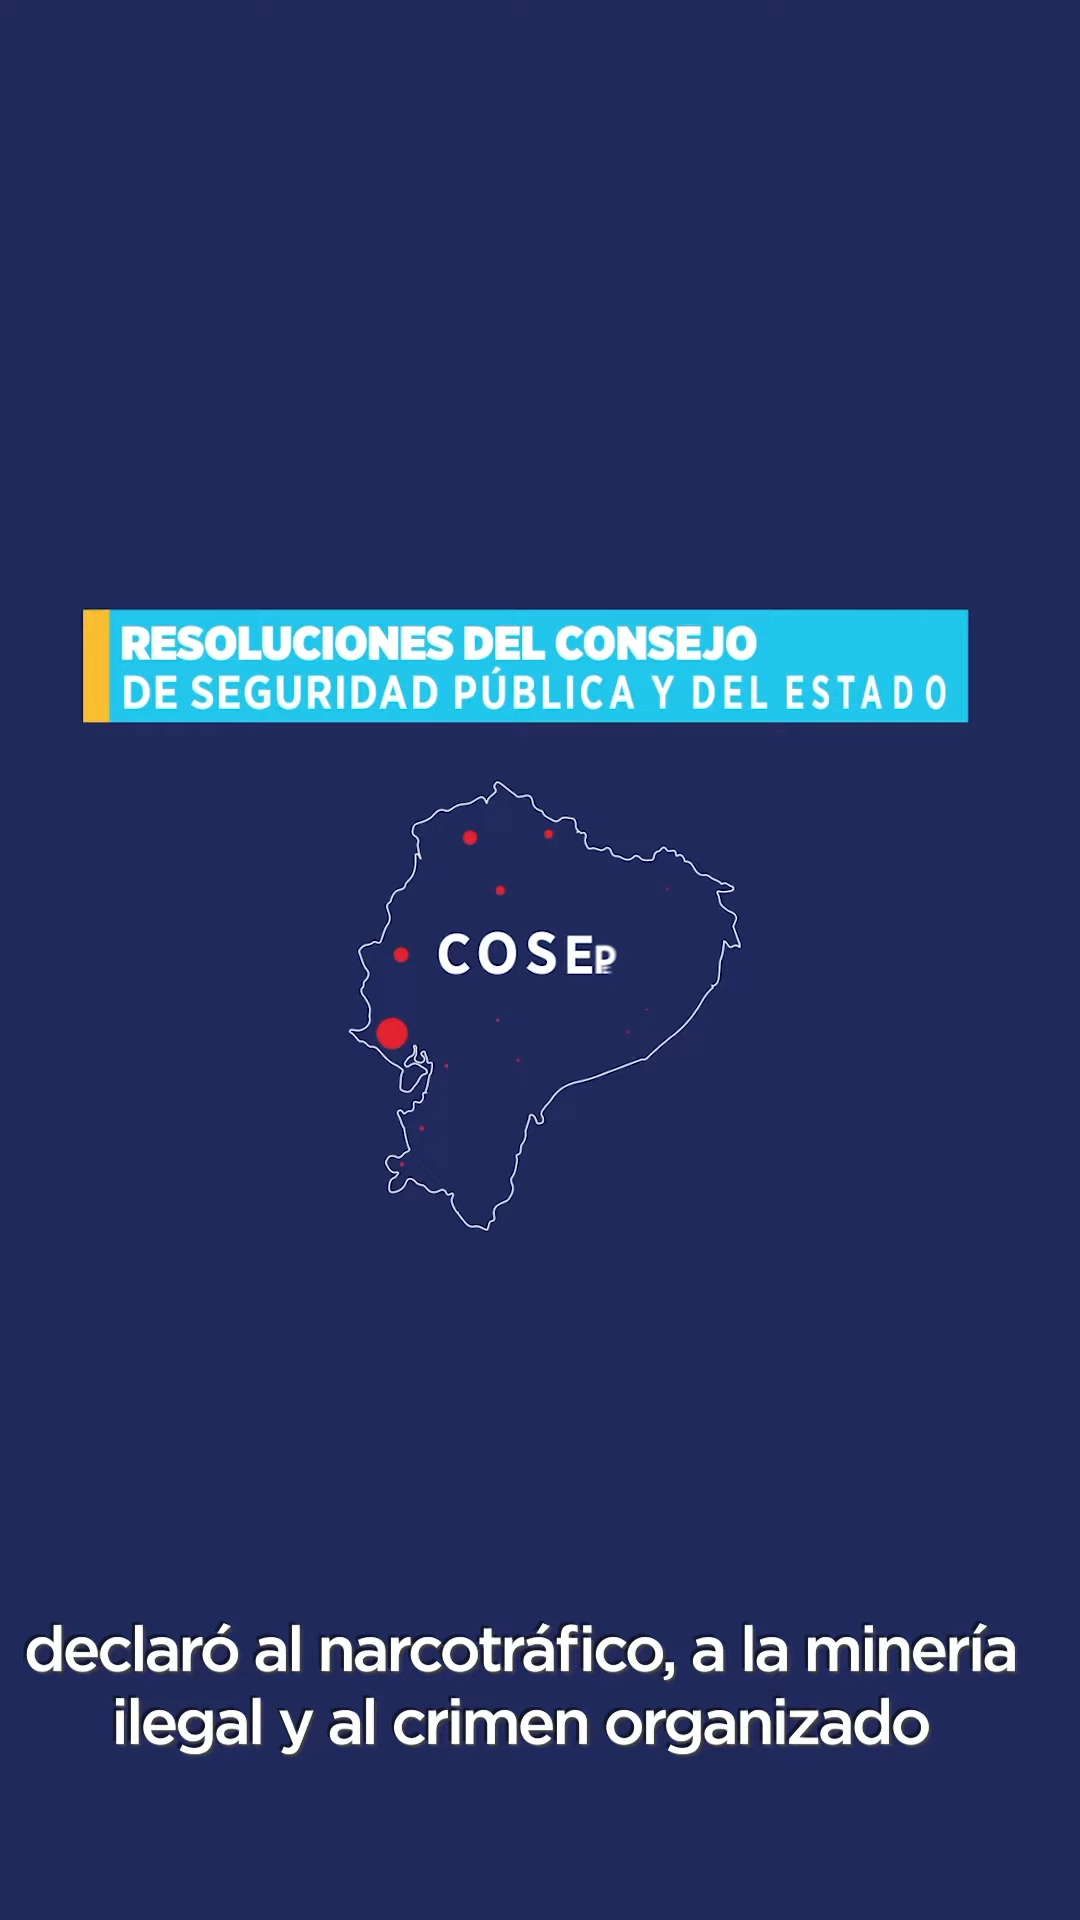 RESOLUCIONES DEL CONSEJO
DE SEGURIDAD PÚBLICA Y DEL ESTADO
COSEP
declaró al narcotráfico, a la minería
ilegal y al crimen organizado